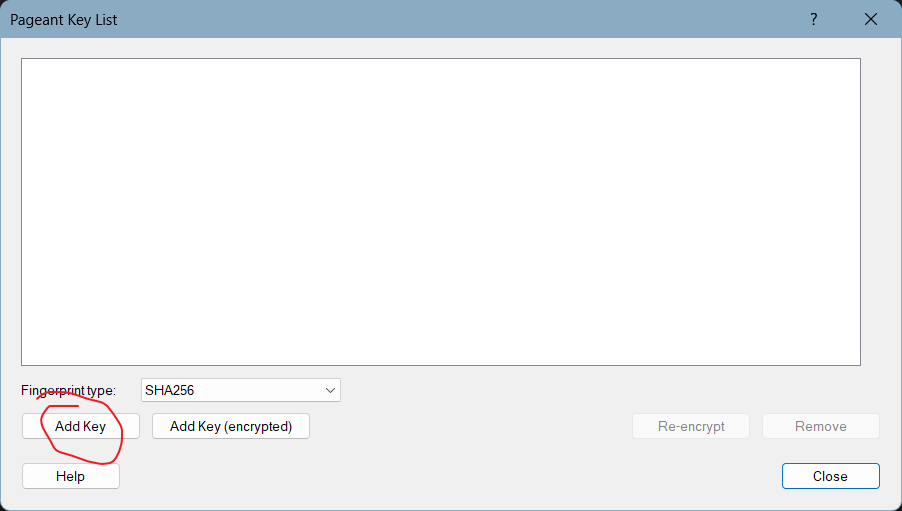 Pageant Key List ?
Fingerprint type: SHA256
Add Key Add Key (encrypted) Re-encrypt Remove
Help Close